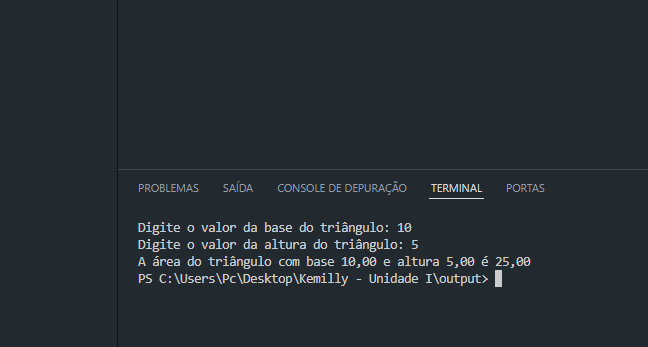 PROBLEMAS SAÍDA CONSOLE DE DEPURAÇÃO TERMINAL PORTAS
Digite o valor da base do triângulo: 10
Digite o valor da altura do triângulo: 5
A área do triângulo com base 10,00 e altura 5,00 é 25,00
PS C:\Users\Pc\Desktop\Kemilly - Unidade I\output>